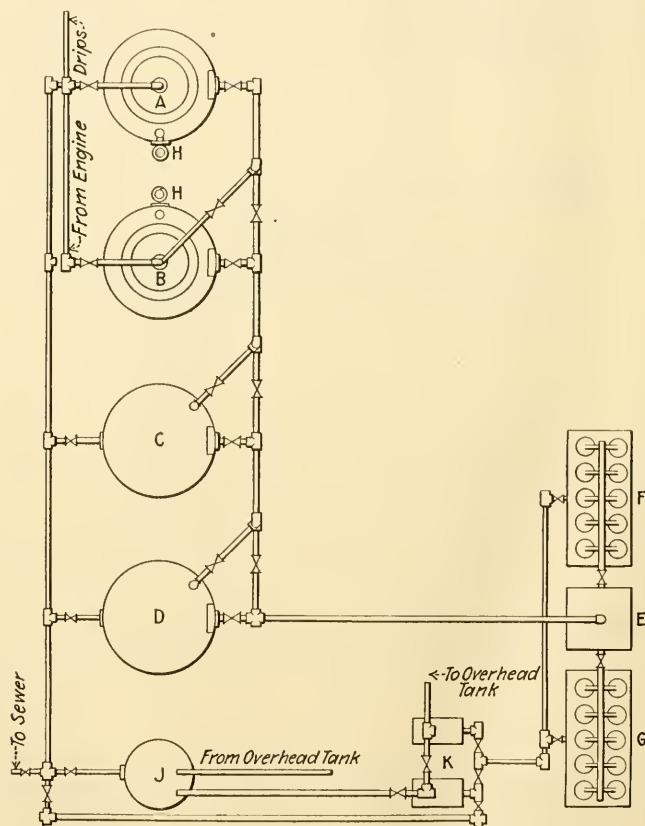 Drips.
From Engine
A
H
H
B
C
D
F
E
G
To Overhead
Tank
K
To Sewer
From Overhead Tank
J